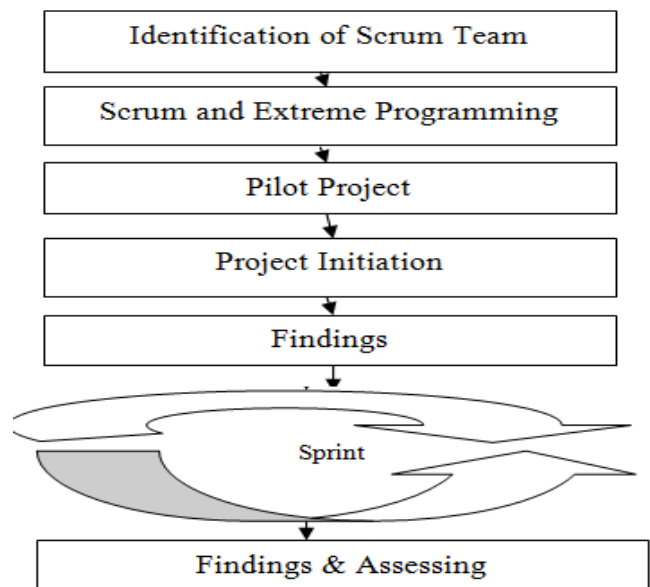 Identification of Scrum Team
Scrum and Extreme Programming
Pilot Project
Project Initiation
Findings
Sprint
Findings & Assessing